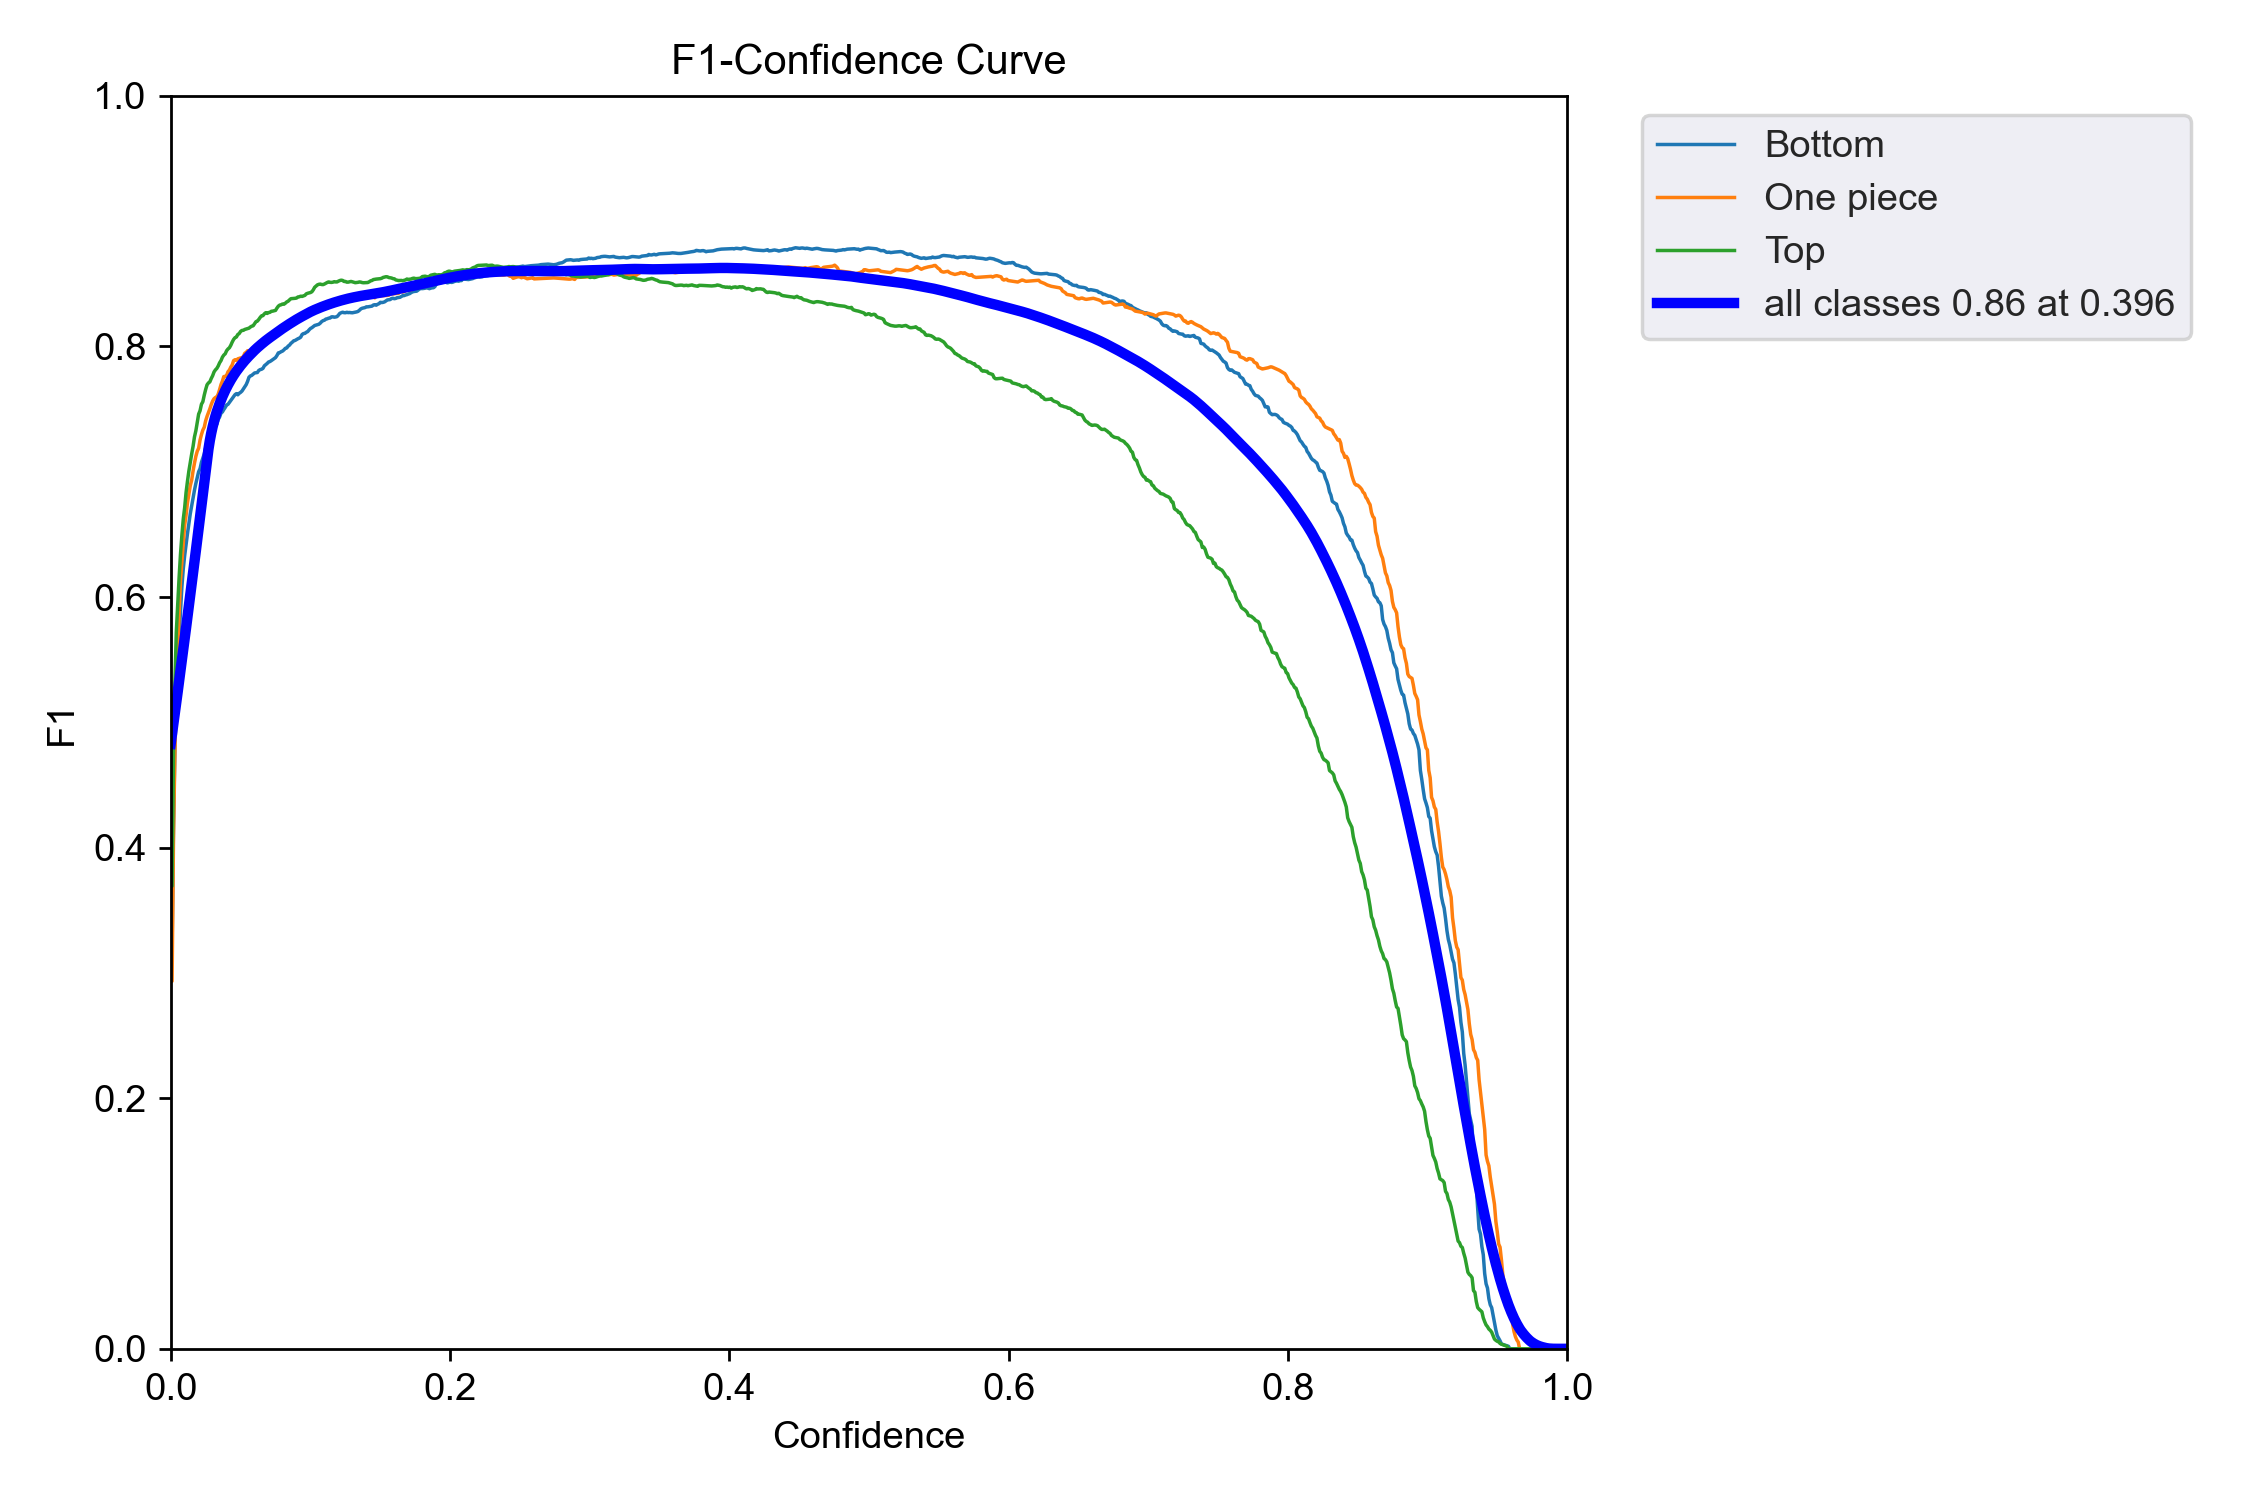 F1-Confidence Curve
1.0
0.8
0.6
0.4
0.2
0.0
F1
0.0 0.2 0.4 0.6 0.8 1.0
Confidence
Bottom
One piece
Top
all classes 0.86 at 0.396